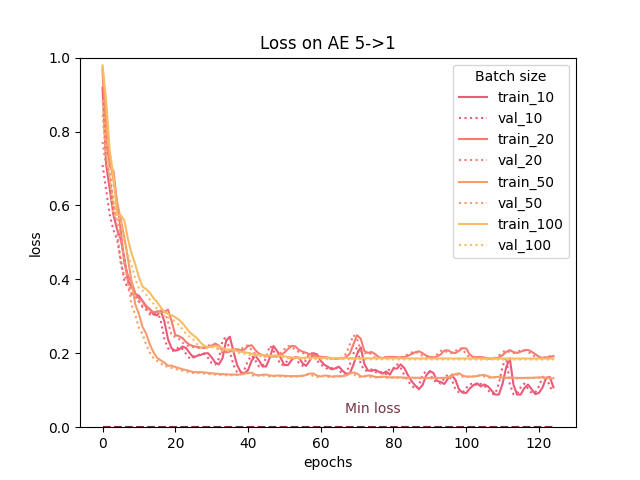 Loss on AE 5->1
1.0
0.8
0.6
0.4
0.2
0.0
loss
Batch size
train_10
val_10
train_20
val_20
train_50
val_50
train_100
val_100
Min loss
0 20 40 60 80 100 120
epochs